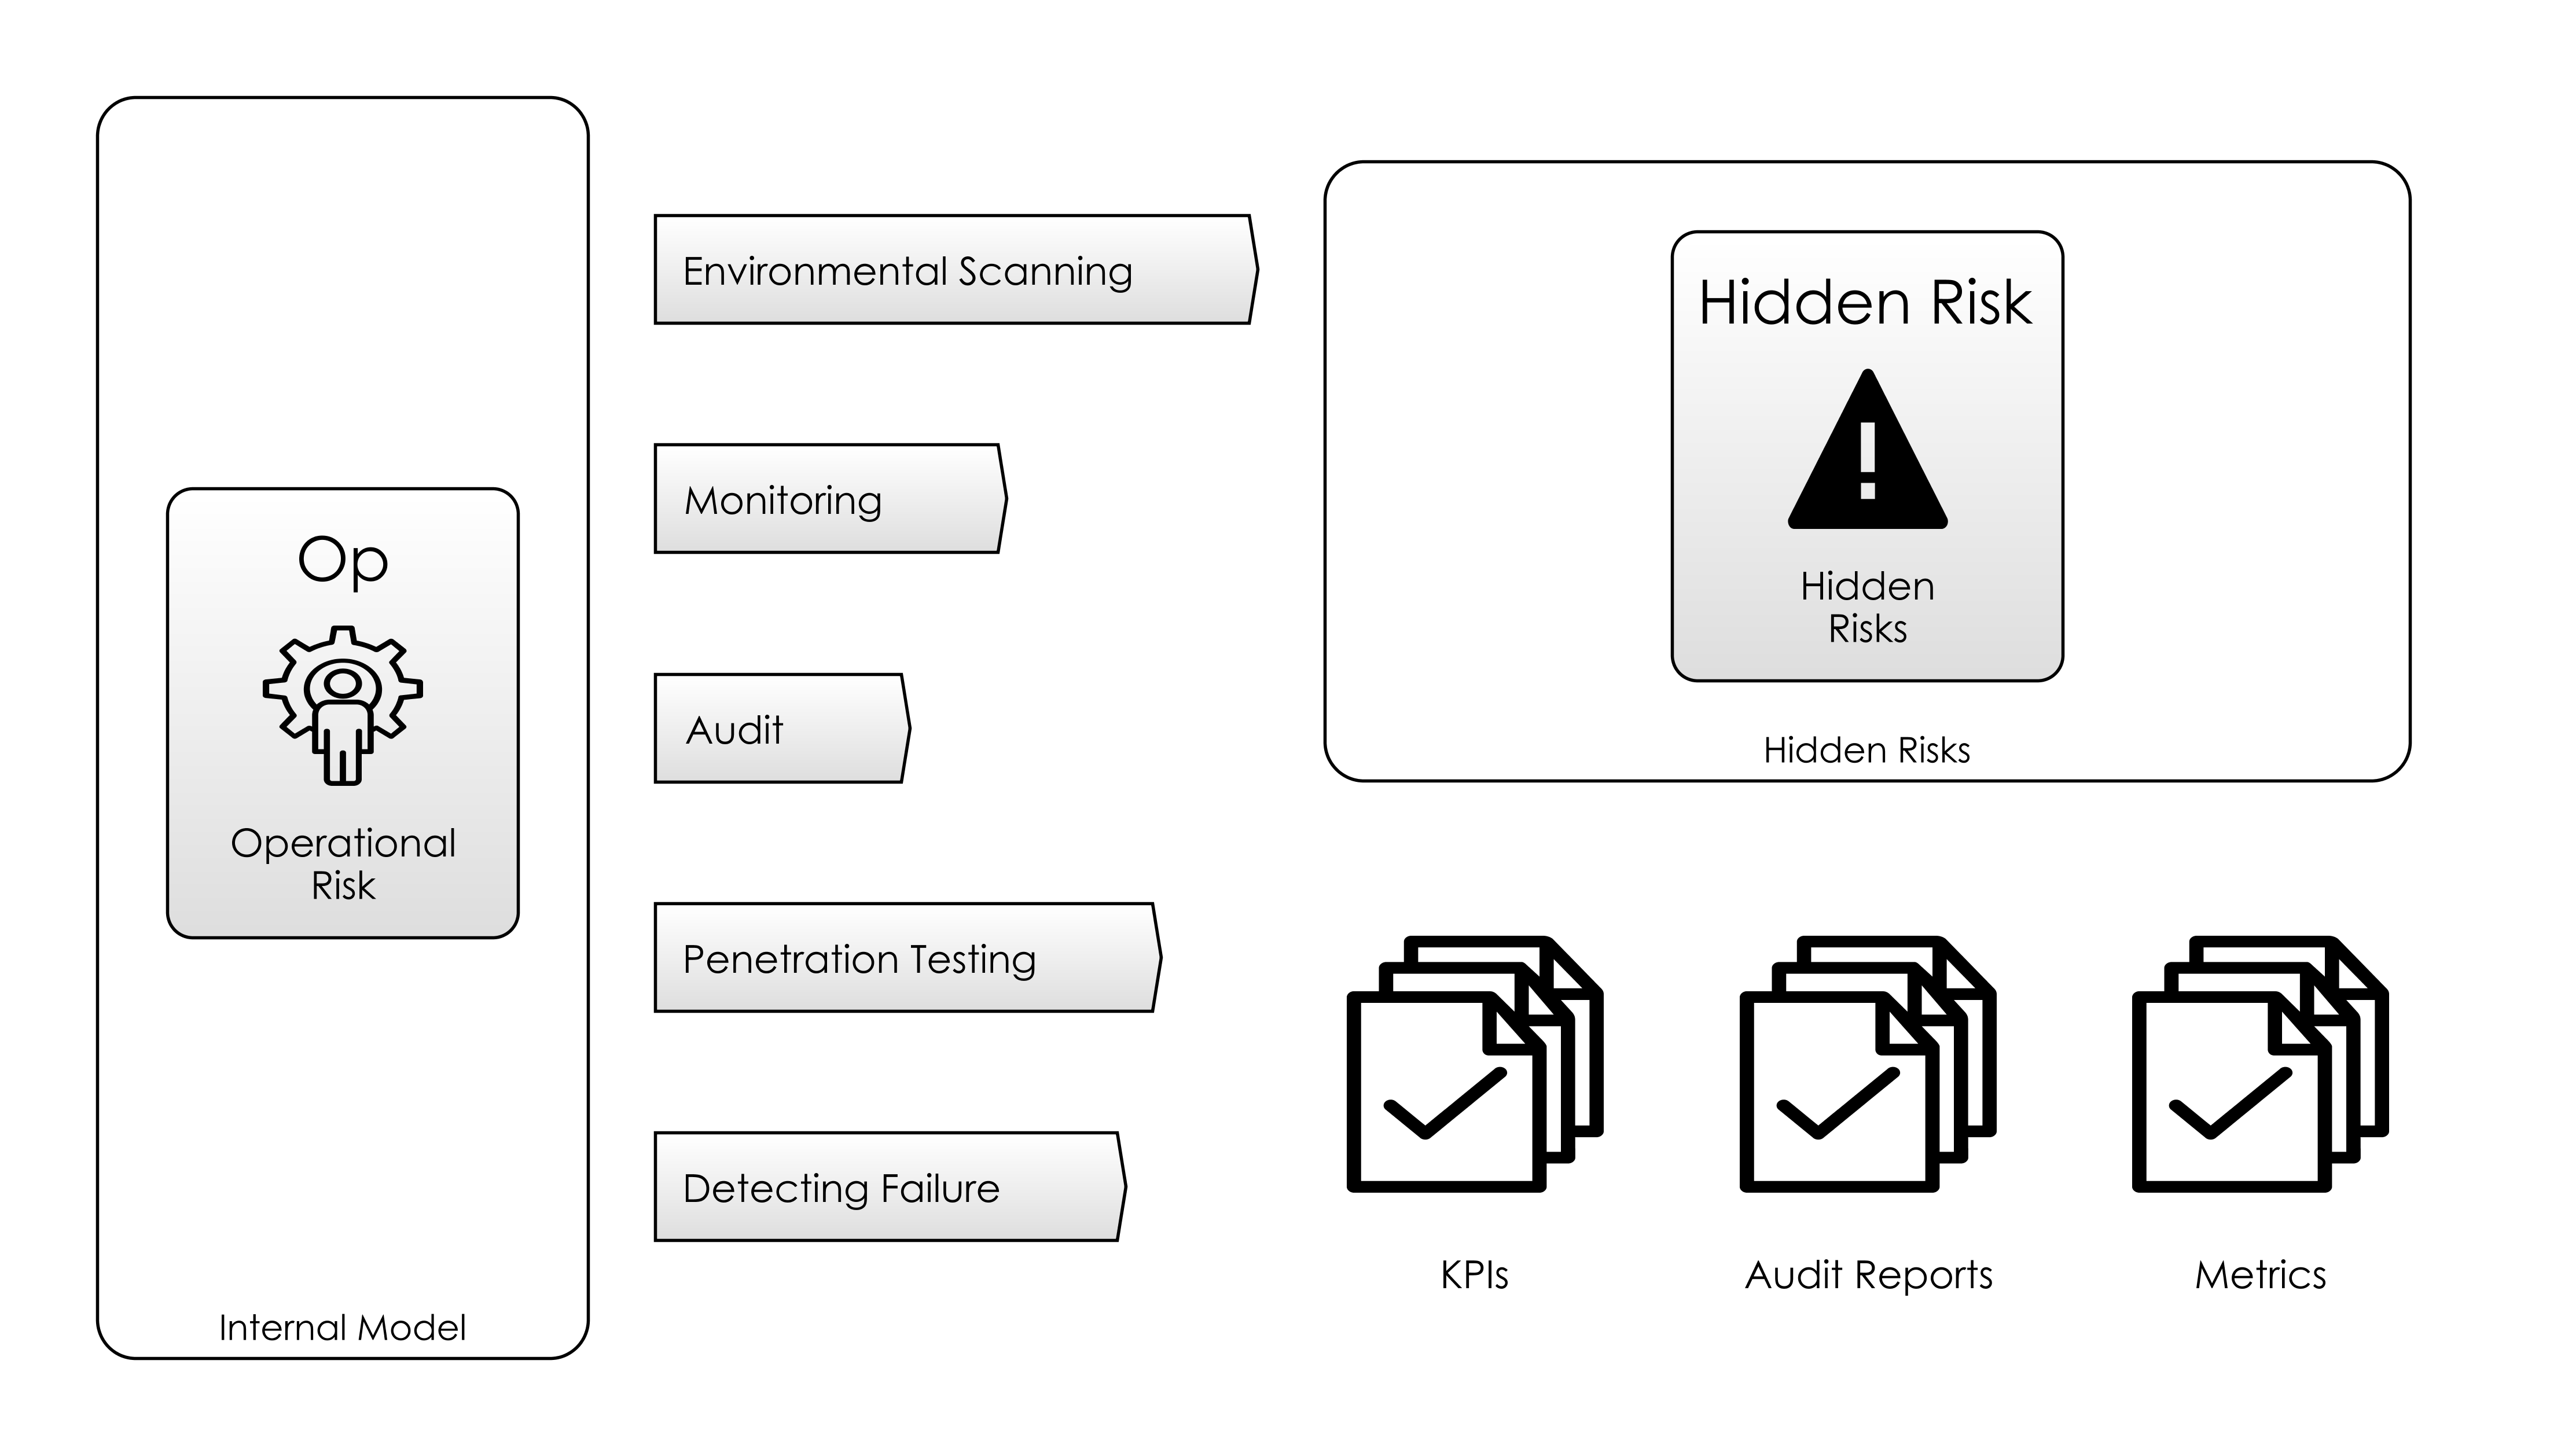 Op
Operational
Risk
Internal Model
Environmental Scanning
Monitoring
Audit
Penetration Testing
Detecting Failure
Hidden Risk
Hidden
Risks
Hidden Risks
KPIs
Audit Reports
Metrics